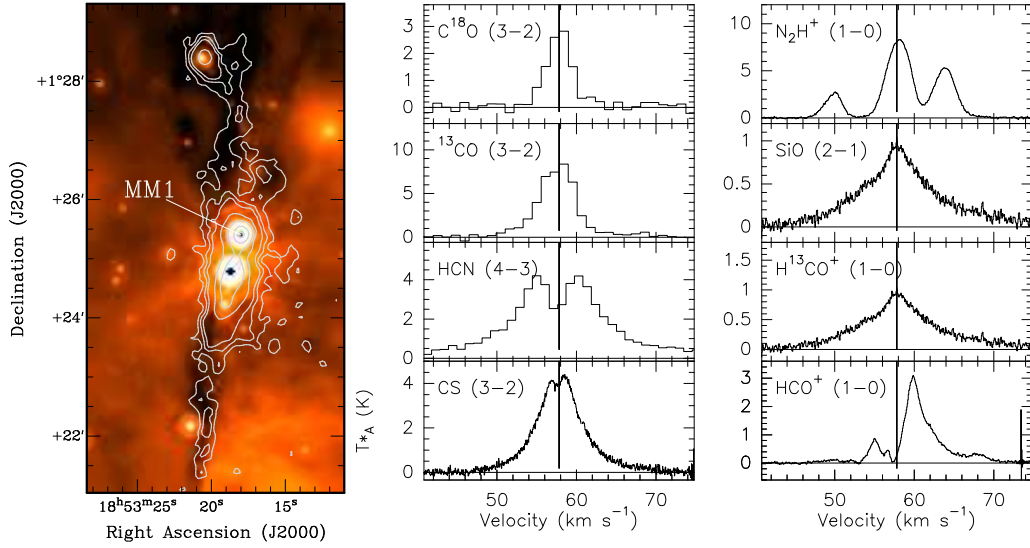 +1°28′
+26′
+24′
+22′
Declination (J2000)
MM1
18ʰ53ᵐ25ˢ 20ˢ 15ˢ
Right Ascension (J2000)
C¹⁸O (3−2)
3
2
1
0
¹³CO (3−2)
10
5
0
HCN (4−3)
6
4
2
0
CS (3−2)
4
2
0
T*A (K)
50 60 70
Velocity (km s⁻¹)
N₂H⁺ (1−0)
10
5
0
SiO (2−1)
1
0.5
0
H¹³CO⁺ (1−0)
1.5
1
0.5
0
HCO⁺ (1−0)
3
2
1
0
50 60 70
Velocity (km s⁻¹)